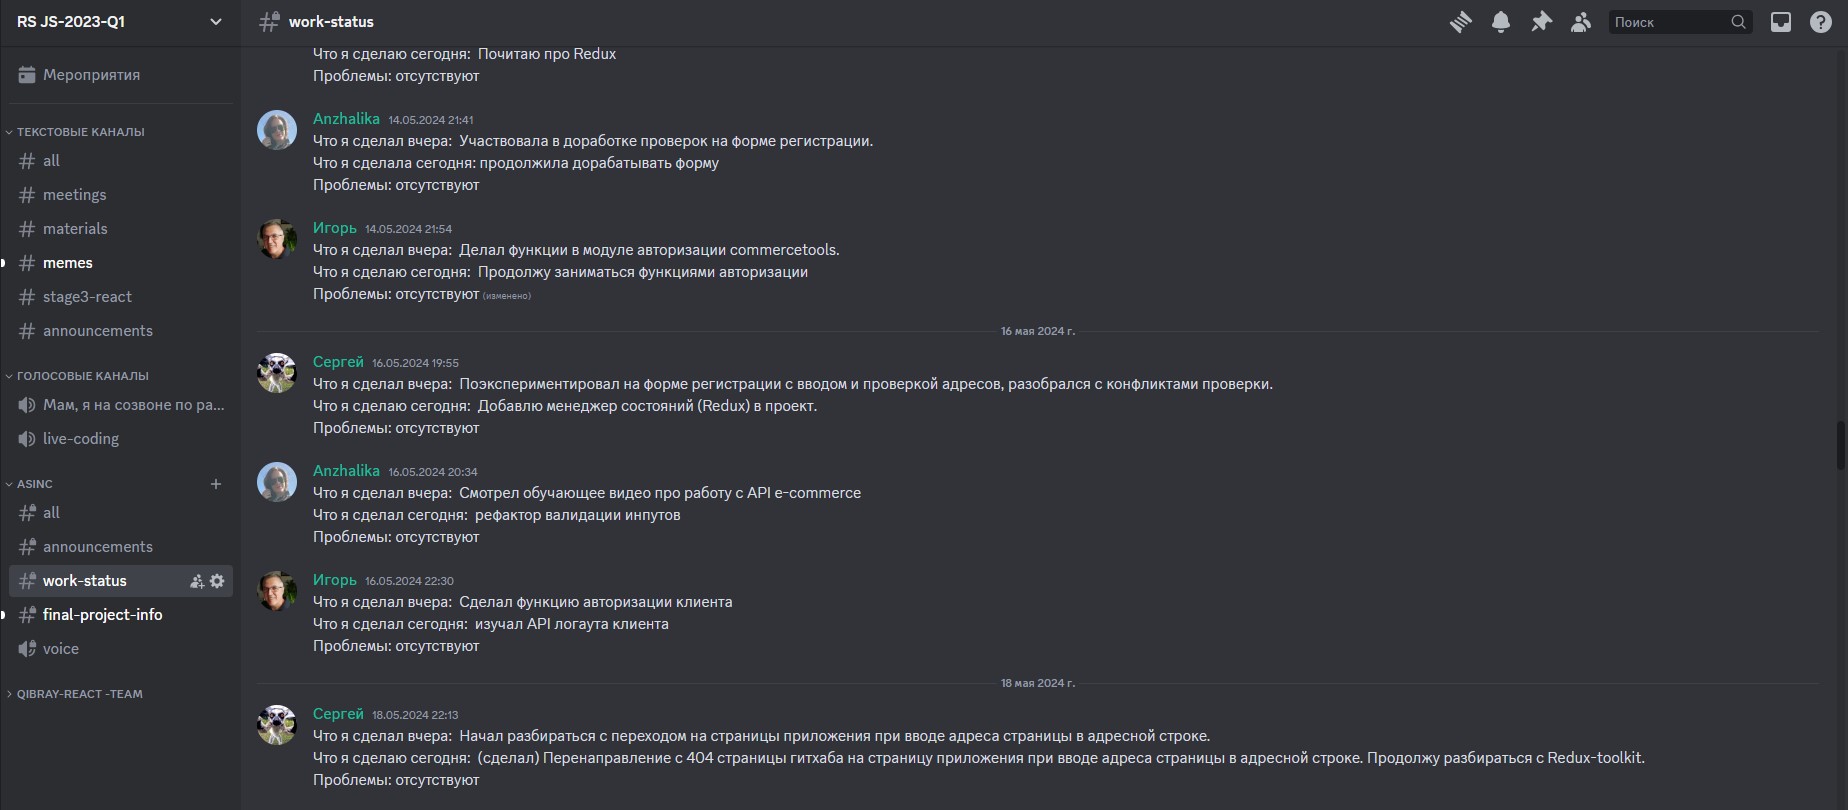 RS JS-2023-Q1
Мероприятия
ТЕКСТОВЫЕ КАНАЛЫ
all
meetings
materials
memes
stage3-react
announcements
ГОЛОСОВЫЕ КАНАЛЫ
Мам, я на созвоне по ра...
live-coding
ASINC
all
announcements
work-status
final-project-info
voice
QIBRAY-REACT -TEAM
work-status
Поиск
Что я сделаю сегодня: Почитаю про Redux
Проблемы: отсутствуют
Anzhalika 14.05.2024 21:41
Что я сделал вчера: Участвовала в доработке проверок на форме регистрации.
Что я сделала сегодня: продолжила дорабатывать форму
Проблемы: отсутствуют
Игорь 14.05.2024 21:54
Что я сделал вчера: Делал функции в модуле авторизации commercetools.
Что я сделаю сегодня: Продолжу заниматься функциями авторизации
Проблемы: отсутствуют (изменено)
16 мая 2024 г.
Сергей 16.05.2024 19:55
Что я сделал вчера: Поэкспериментировал на форме регистрации с вводом и проверкой адресов, разобрался с конфликтами проверки.
Что я сделаю сегодня: Добавлю менеджер состояний (Redux) в проект.
Проблемы: отсутствуют
Anzhalika 16.05.2024 20:34
Что я сделал вчера: Смотрел обучающее видео про работу с API e-commerce
Что я сделал сегодня: рефактор валидации инпутов
Проблемы: отсутствуют
Игорь 16.05.2024 22:30
Что я сделал вчера: Сделал функцию авторизации клиента
Что я сделал сегодня: изучал API логаута клиента
Проблемы: отсутствуют
18 мая 2024 г.
Сергей 18.05.2024 22:13
Что я сделал вчера: Начал разбираться с переходом на страницы приложения при вводе адреса страницы в адресной строке.
Что я сделаю сегодня: (сделал) Перенаправление с 404 страницы гитхаба на страницу приложения при вводе адреса страницы в адресной строке. Продолжу разбираться с Redux-toolkit.
Проблемы: отсутствуют